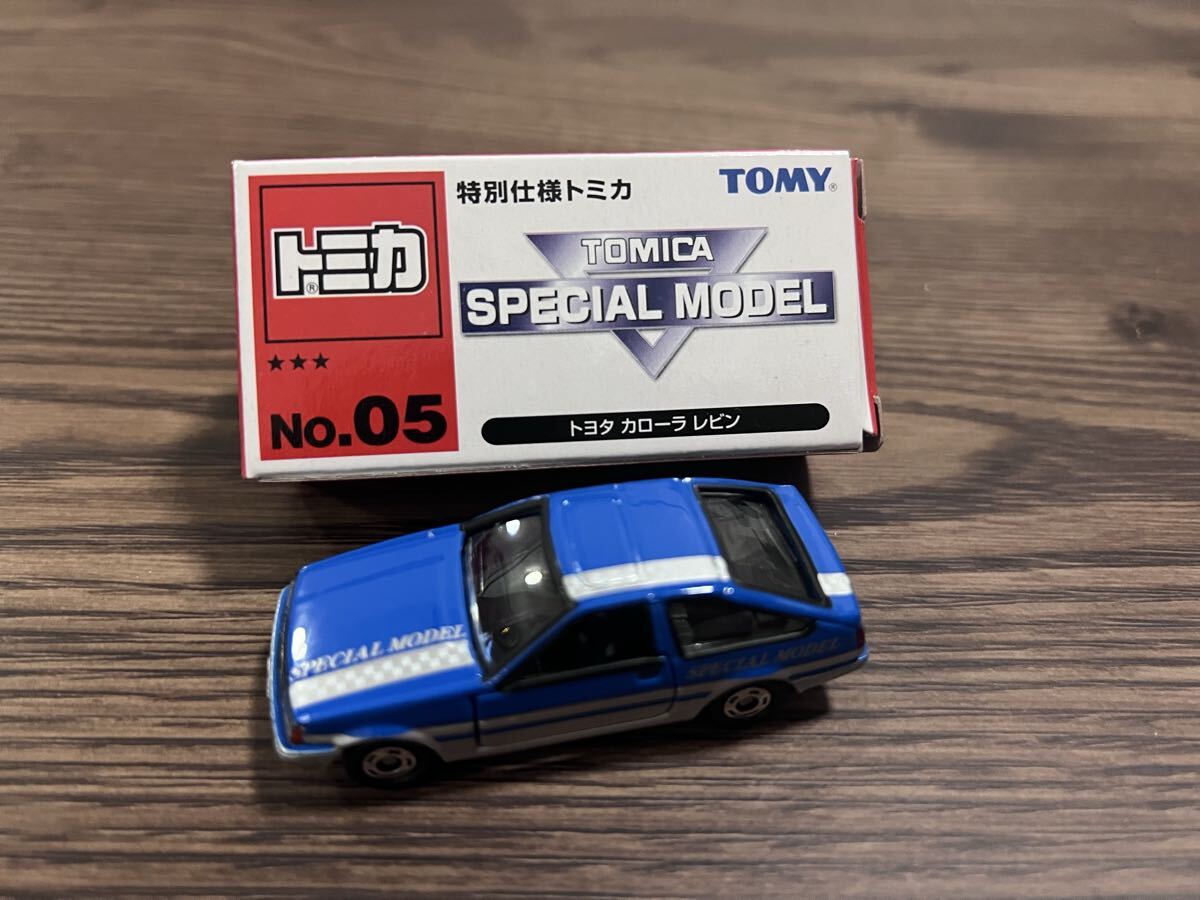 トミカ®
★★★
No.05
特別仕様トミカ
TOMY®
TOMICA
SPECIAL MODEL
トヨタ カローラ レビン
SPECIAL MODEL
SPECIAL MODEL